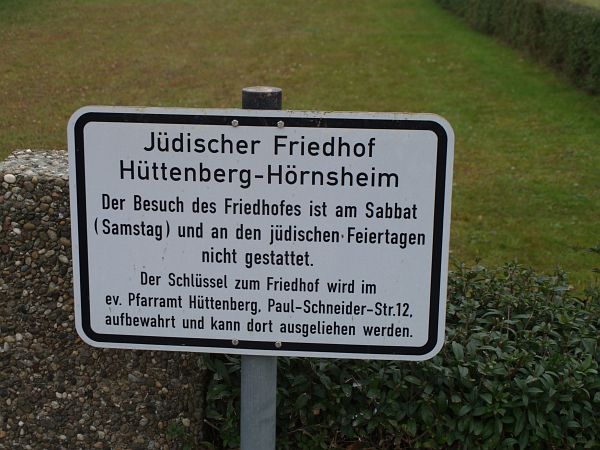 Jüdischer Friedhof
Hüttenberg-Hörnsheim
Der Besuch des Friedhofes ist am Sabbat
(Samstag) und an den jüdischen Feiertagen
nicht gestattet.
Der Schlüssel zum Friedhof wird im
ev. Pfarramt Hüttenberg, Paul-Schneider-Str.12,
aufbewahrt und kann dort ausgeliehen werden.